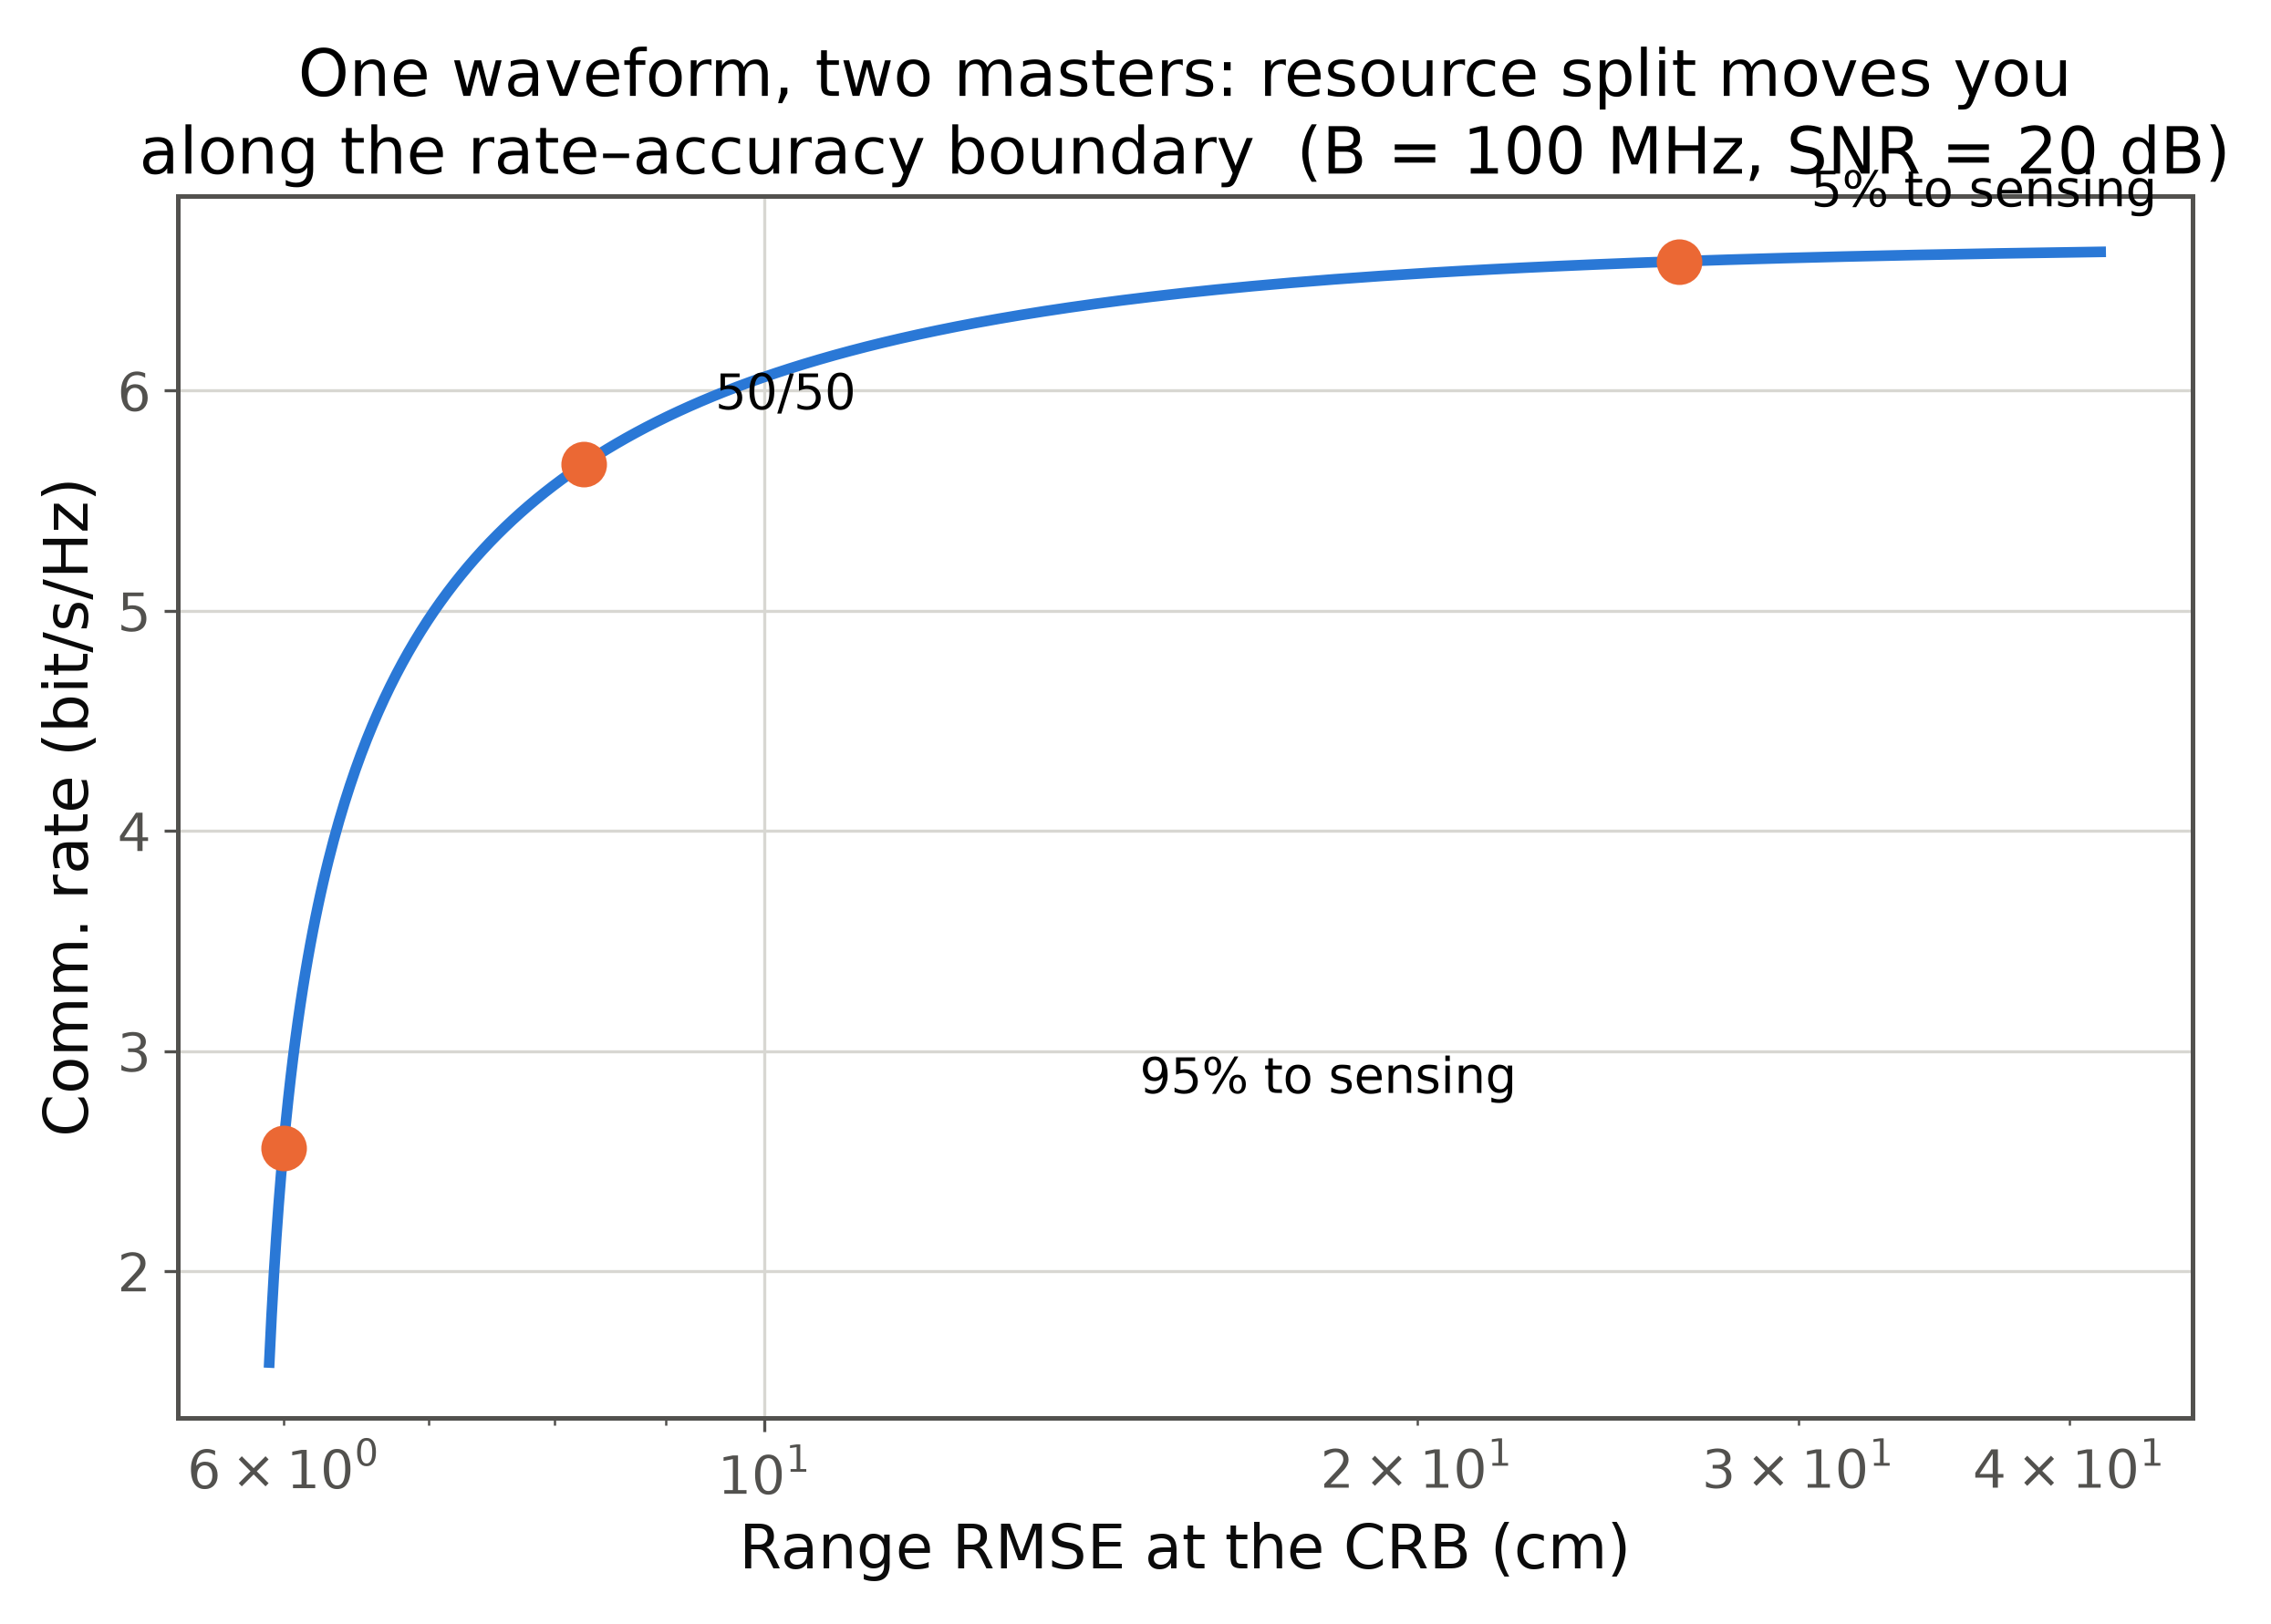 One waveform, two masters: resource split moves you
along the rate–accuracy boundary (B = 100 MHz, SNR = 20 dB)
5% to sensing
50/50
95% to sensing
Comm. rate (bit/s/Hz)
6
5
4
3
2
6 × 10⁰
10¹
2 × 10¹
3 × 10¹
4 × 10¹
Range RMSE at the CRB (cm)